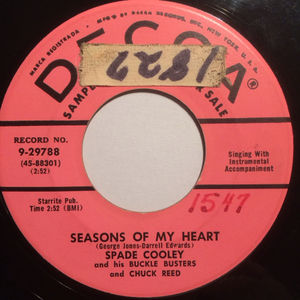 MARCA REGISTRADA • MFR'D BY DECCA RECORDS, INC., NEW YORK, U.S.A.
DECCA®
SALE
RECORD NO.
9-29788
(45-88301)
(2:52)
Singing With
Instrumental
Accompaniment
Starrite Pub.
Time 2:52 (BMI)
1547
SEASONS OF MY HEART
(George Jones-Darrell Edwards)
SPADE COOLEY
and his BUCKLE BUSTERS
and CHUCK REED